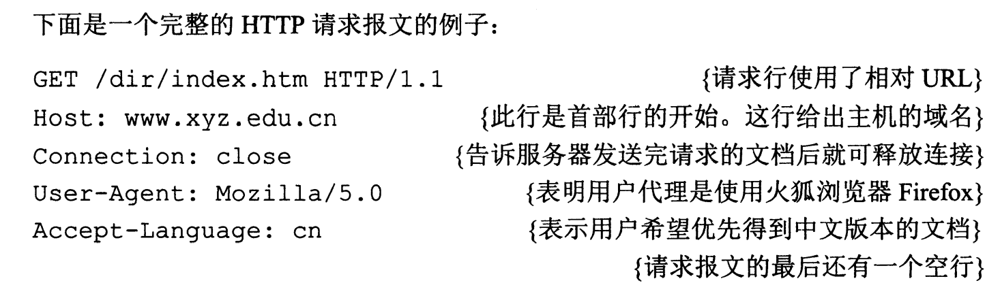 下面是一个完整的 HTTP 请求报文的例子：
GET /dir/index.htm HTTP/1.1 {请求行使用了相对 URL}
Host: www.xyz.edu.cn {此行是首部行的开始。这行给出主机的域名}
Connection: close {告诉服务器发送完请求的文档后就可释放连接}
User-Agent: Mozilla/5.0 {表明用户代理是使用火狐浏览器 Firefox}
Accept-Language: cn {表示用户希望优先得到中文版本的文档}
{请求报文的最后还有一个空行}